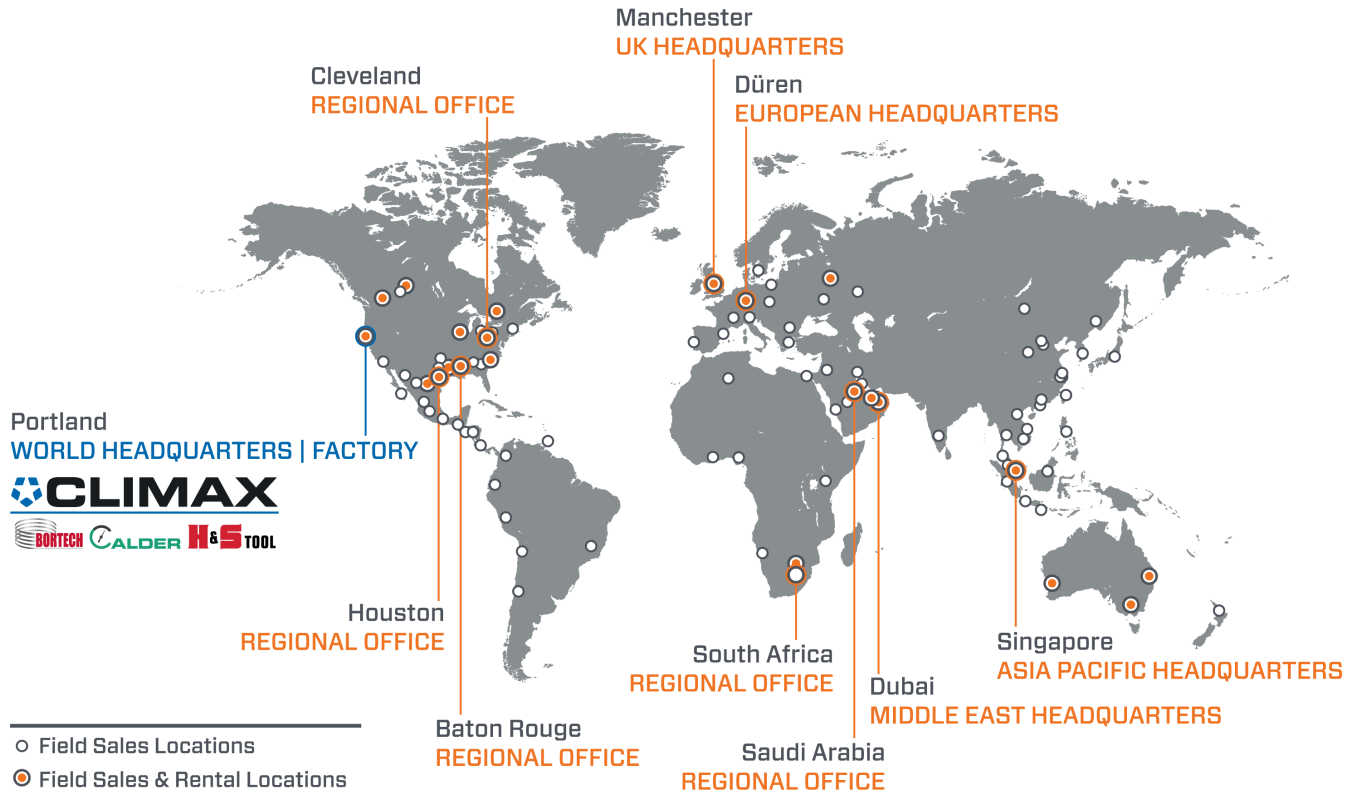 Manchester
UK HEADQUARTERS
Cleveland
REGIONAL OFFICE
Düren
EUROPEAN HEADQUARTERS
Portland
WORLD HEADQUARTERS | FACTORY
CLIMAX
BORTECH CALDER H&S TOOL
Houston
REGIONAL OFFICE
South Africa
REGIONAL OFFICE
Singapore
ASIA PACIFIC HEADQUARTERS
Dubai
MIDDLE EAST HEADQUARTERS
Baton Rouge
REGIONAL OFFICE
Saudi Arabia
REGIONAL OFFICE
Field Sales Locations
Field Sales & Rental Locations